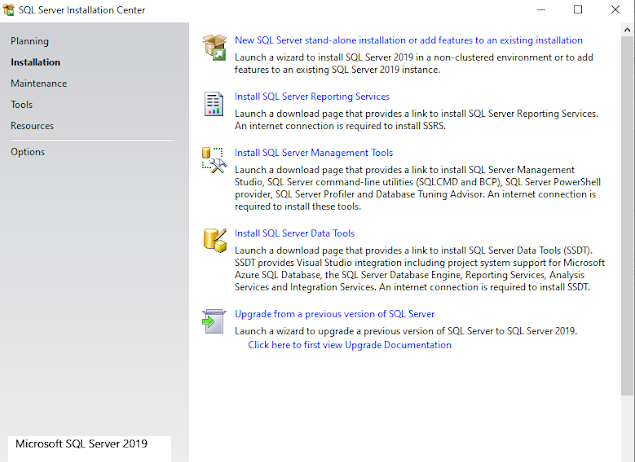 SQL Server Installation Center
Planning
Installation
Maintenance
Tools
Resources
Options
New SQL Server stand-alone installation or add features to an existing installation
Launch a wizard to install SQL Server 2019 in a non-clustered environment or to add
features to an existing SQL Server 2019 instance.
Install SQL Server Reporting Services
Launch a download page that provides a link to install SQL Server Reporting Services.
An internet connection is required to install SSRS.
Install SQL Server Management Tools
Launch a download page that provides a link to install SQL Server Management
Studio, SQL Server command-line utilities (SQLCMD and BCP), SQL Server PowerShell
provider, SQL Server Profiler and Database Tuning Advisor. An internet connection is
required to install these tools.
Install SQL Server Data Tools
Launch a download page that provides a link to install SQL Server Data Tools (SSDT).
SSDT provides Visual Studio integration including project system support for Microsoft
Azure SQL Database, the SQL Server Database Engine, Reporting Services, Analysis
Services and Integration Services. An internet connection is required to install SSDT.
Upgrade from a previous version of SQL Server
Launch a wizard to upgrade a previous version of SQL Server to SQL Server 2019.
Click here to first view Upgrade Documentation
Microsoft SQL Server 2019